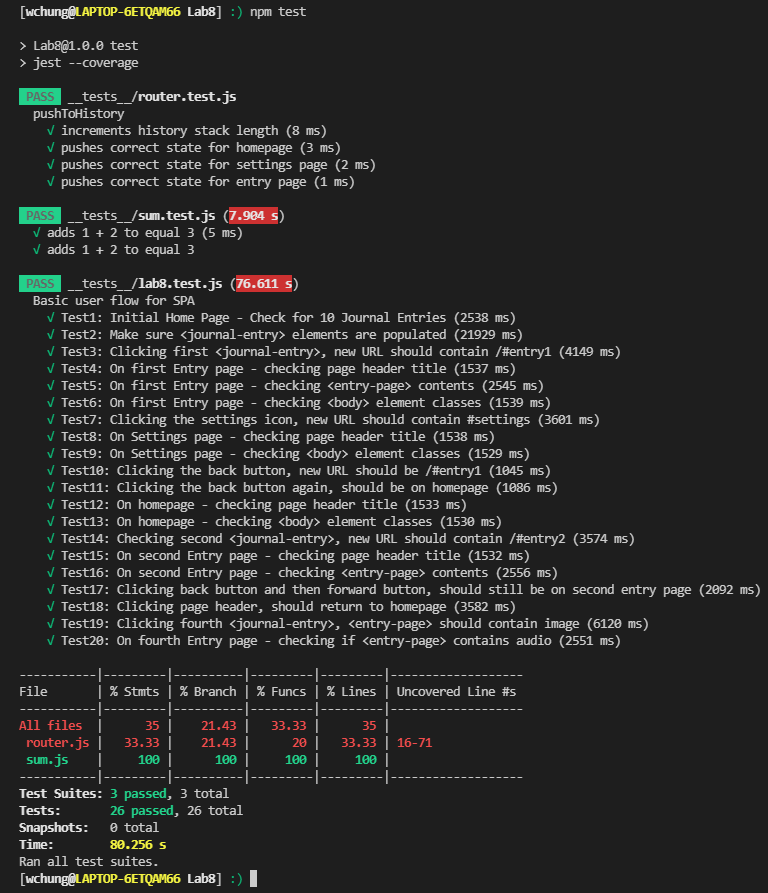 [wchung@LAPTOP-6ETQAM66 Lab8] :) npm test
> Lab8@1.0.0 test
> jest --coverage
PASS __tests__/router.test.js
pushToHistory
√ increments history stack length (8 ms)
√ pushes correct state for homepage (3 ms)
√ pushes correct state for settings page (2 ms)
√ pushes correct state for entry page (1 ms)
PASS __tests__/sum.test.js (7.904 s)
√ adds 1 + 2 to equal 3 (5 ms)
√ adds 1 + 2 to equal 3
PASS __tests__/lab8.test.js (76.611 s)
Basic user flow for SPA
√ Test1: Initial Home Page - Check for 10 Journal Entries (2538 ms)
√ Test2: Make sure <journal-entry> elements are populated (21929 ms)
√ Test3: Clicking first <journal-entry>, new URL should contain /#entry1 (4149 ms)
√ Test4: On first Entry page - checking page header title (1537 ms)
√ Test5: On first Entry page - checking <entry-page> contents (2545 ms)
√ Test6: On first Entry page - checking <body> element classes (1539 ms)
√ Test7: Clicking the settings icon, new URL should contain #settings (3601 ms)
√ Test8: On Settings page - checking page header title (1538 ms)
√ Test9: On Settings page - checking <body> element classes (1529 ms)
√ Test10: Clicking the back button, new URL should be /#entry1 (1045 ms)
√ Test11: Clicking the back button again, should be on homepage (1086 ms)
√ Test12: On homepage - checking page header title (1533 ms)
√ Test13: On homepage - checking <body> element classes (1530 ms)
√ Test14: Checking second <journal-entry>, new URL should contain /#entry2 (3574 ms)
√ Test15: On second Entry page - checking page header title (1532 ms)
√ Test16: On second Entry page - checking <entry-page> contents (2556 ms)
√ Test17: Clicking back button and then forward button, should still be on second entry page (2092 ms)
√ Test18: Clicking page header, should return to homepage (3582 ms)
√ Test19: Clicking fourth <journal-entry>, <entry-page> should contain image (6120 ms)
√ Test20: On fourth Entry page - checking if <entry-page> contains audio (2551 ms)
-----------|---------|----------|---------|---------|-------------------
File       | % Stmts | % Branch | % Funcs | % Lines | Uncovered Line #s
-----------|---------|----------|---------|---------|-------------------
All files  |      35 |    21.43 |   33.33 |      35 |
 router.js |   33.33 |    21.43 |      20 |   33.33 | 16-71
 sum.js    |     100 |      100 |     100 |     100 |
-----------|---------|----------|---------|---------|-------------------
Test Suites: 3 passed, 3 total
Tests:       26 passed, 26 total
Snapshots:   0 total
Time:        80.256 s
Ran all test suites.
[wchung@LAPTOP-6ETQAM66 Lab8] :)